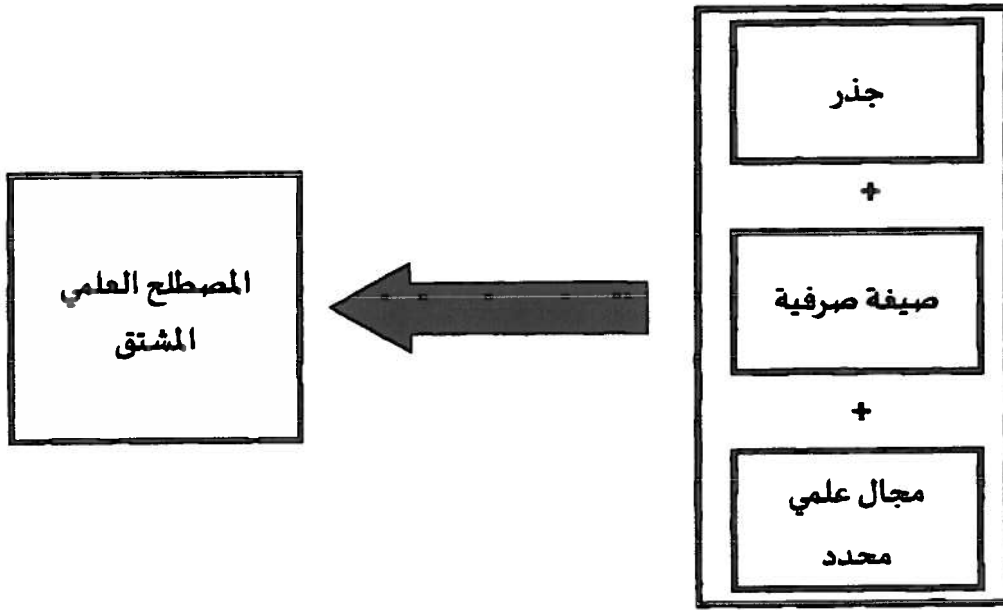 جذر
+
صيغة صرفية
+
مجال علمي
محدد
المصطلح العلمي
المشتق